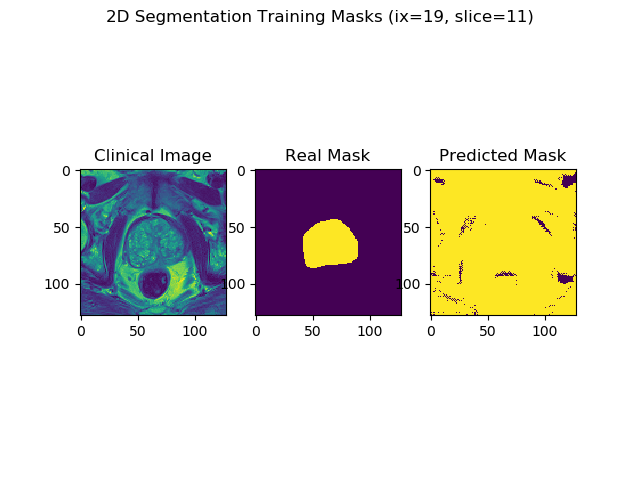 2D Segmentation Training Masks (ix=19, slice=11)
Clinical Image Real Mask Predicted Mask
0 0 0
50 50 50
100 100 100
0 50 100 0 50 100 0 50 100